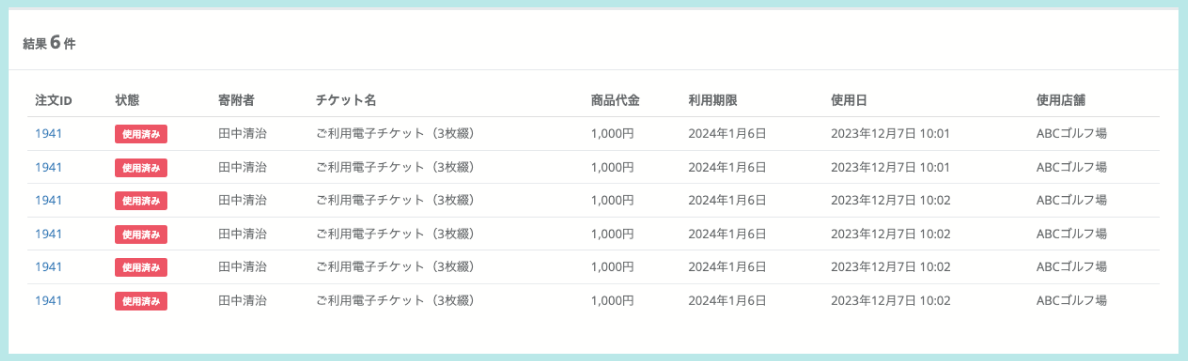 結果 6 件
注文ID 状態 寄附者 チケット名 商品代金 利用期限 使用日 使用店舗
1941 使用済み 田中清治 ご利用電子チケット（3枚綴） 1,000円 2024年1月6日 2023年12月7日 10:01 ABCゴルフ場
1941 使用済み 田中清治 ご利用電子チケット（3枚綴） 1,000円 2024年1月6日 2023年12月7日 10:01 ABCゴルフ場
1941 使用済み 田中清治 ご利用電子チケット（3枚綴） 1,000円 2024年1月6日 2023年12月7日 10:02 ABCゴルフ場
1941 使用済み 田中清治 ご利用電子チケット（3枚綴） 1,000円 2024年1月6日 2023年12月7日 10:02 ABCゴルフ場
1941 使用済み 田中清治 ご利用電子チケット（3枚綴） 1,000円 2024年1月6日 2023年12月7日 10:02 ABCゴルフ場
1941 使用済み 田中清治 ご利用電子チケット（3枚綴） 1,000円 2024年1月6日 2023年12月7日 10:02 ABCゴルフ場